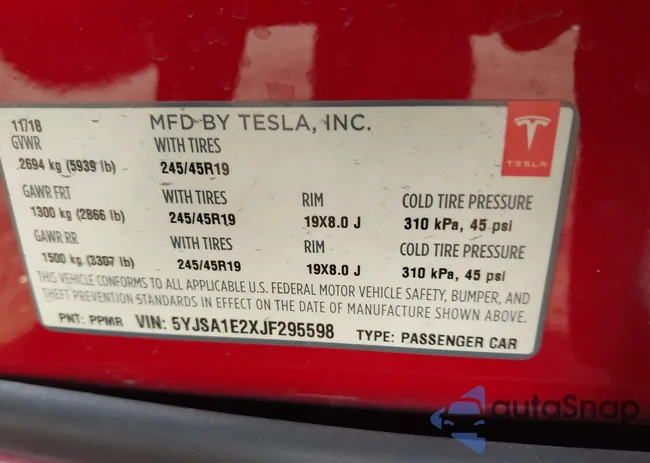 11/18 MFD BY TESLA, INC.
GVWR WITH TIRES
2694 kg (5939 lb) 245/45R19
TESLA
GAWR FRT WITH TIRES RIM COLD TIRE PRESSURE
1300 kg (2866 lb) 245/45R19 19X8.0 J 310 kPa, 45 psi
GAWR RR WITH TIRES RIM COLD TIRE PRESSURE
1500 kg (3307 lb) 245/45R19 19X8.0 J 310 kPa, 45 psi
THIS VEHICLE CONFORMS TO ALL APPLICABLE U.S. FEDERAL MOTOR VEHICLE SAFETY, BUMPER, AND
THEFT PREVENTION STANDARDS IN EFFECT ON THE DATE OF MANUFACTURE SHOWN ABOVE.
PNT: PPMR VIN: 5YJSA1E2XJF295598 TYPE: PASSENGER CAR
autoSnap